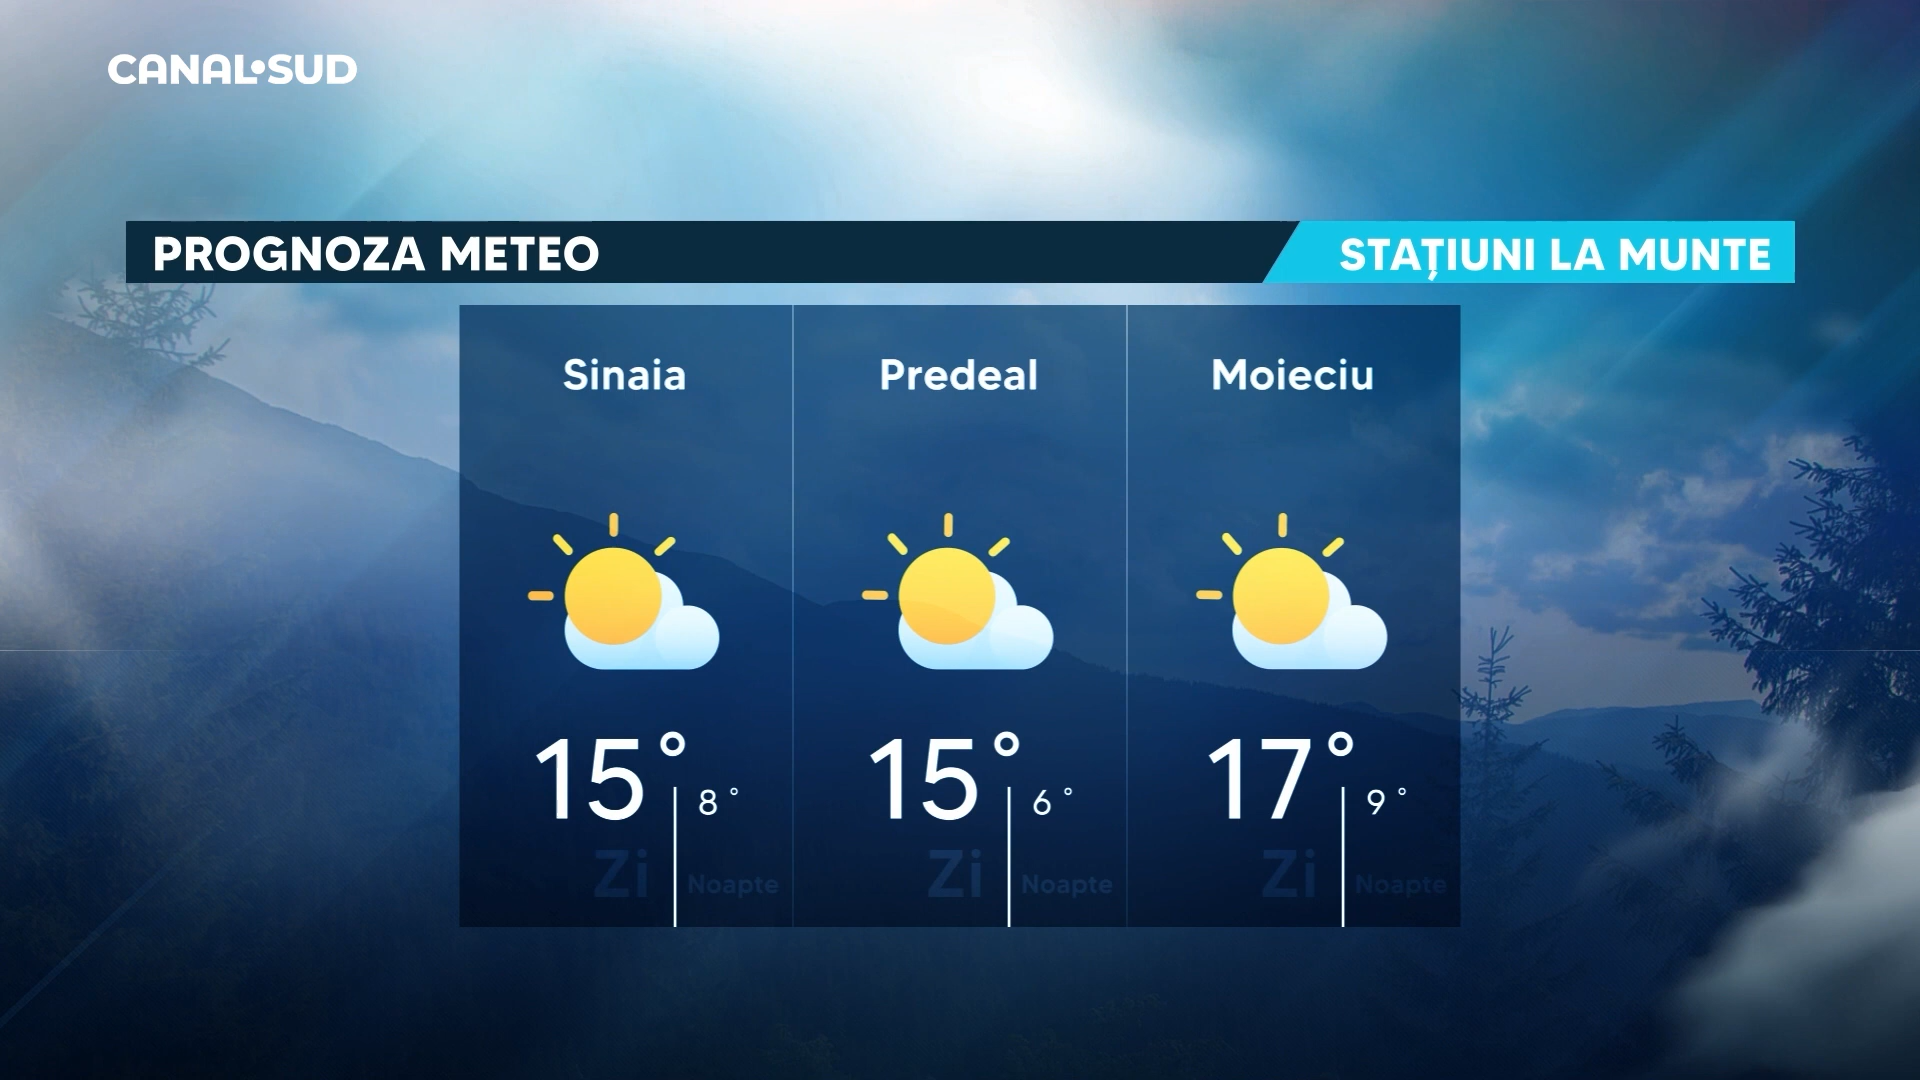 CANAL•SUD
PROGNOZA METEO
STAȚIUNI LA MUNTE
Sinaia
Predeal
Moieciu
15° 8°
15° 6°
17° 9°
Zi Noapte
Zi Noapte
Zi Noapte